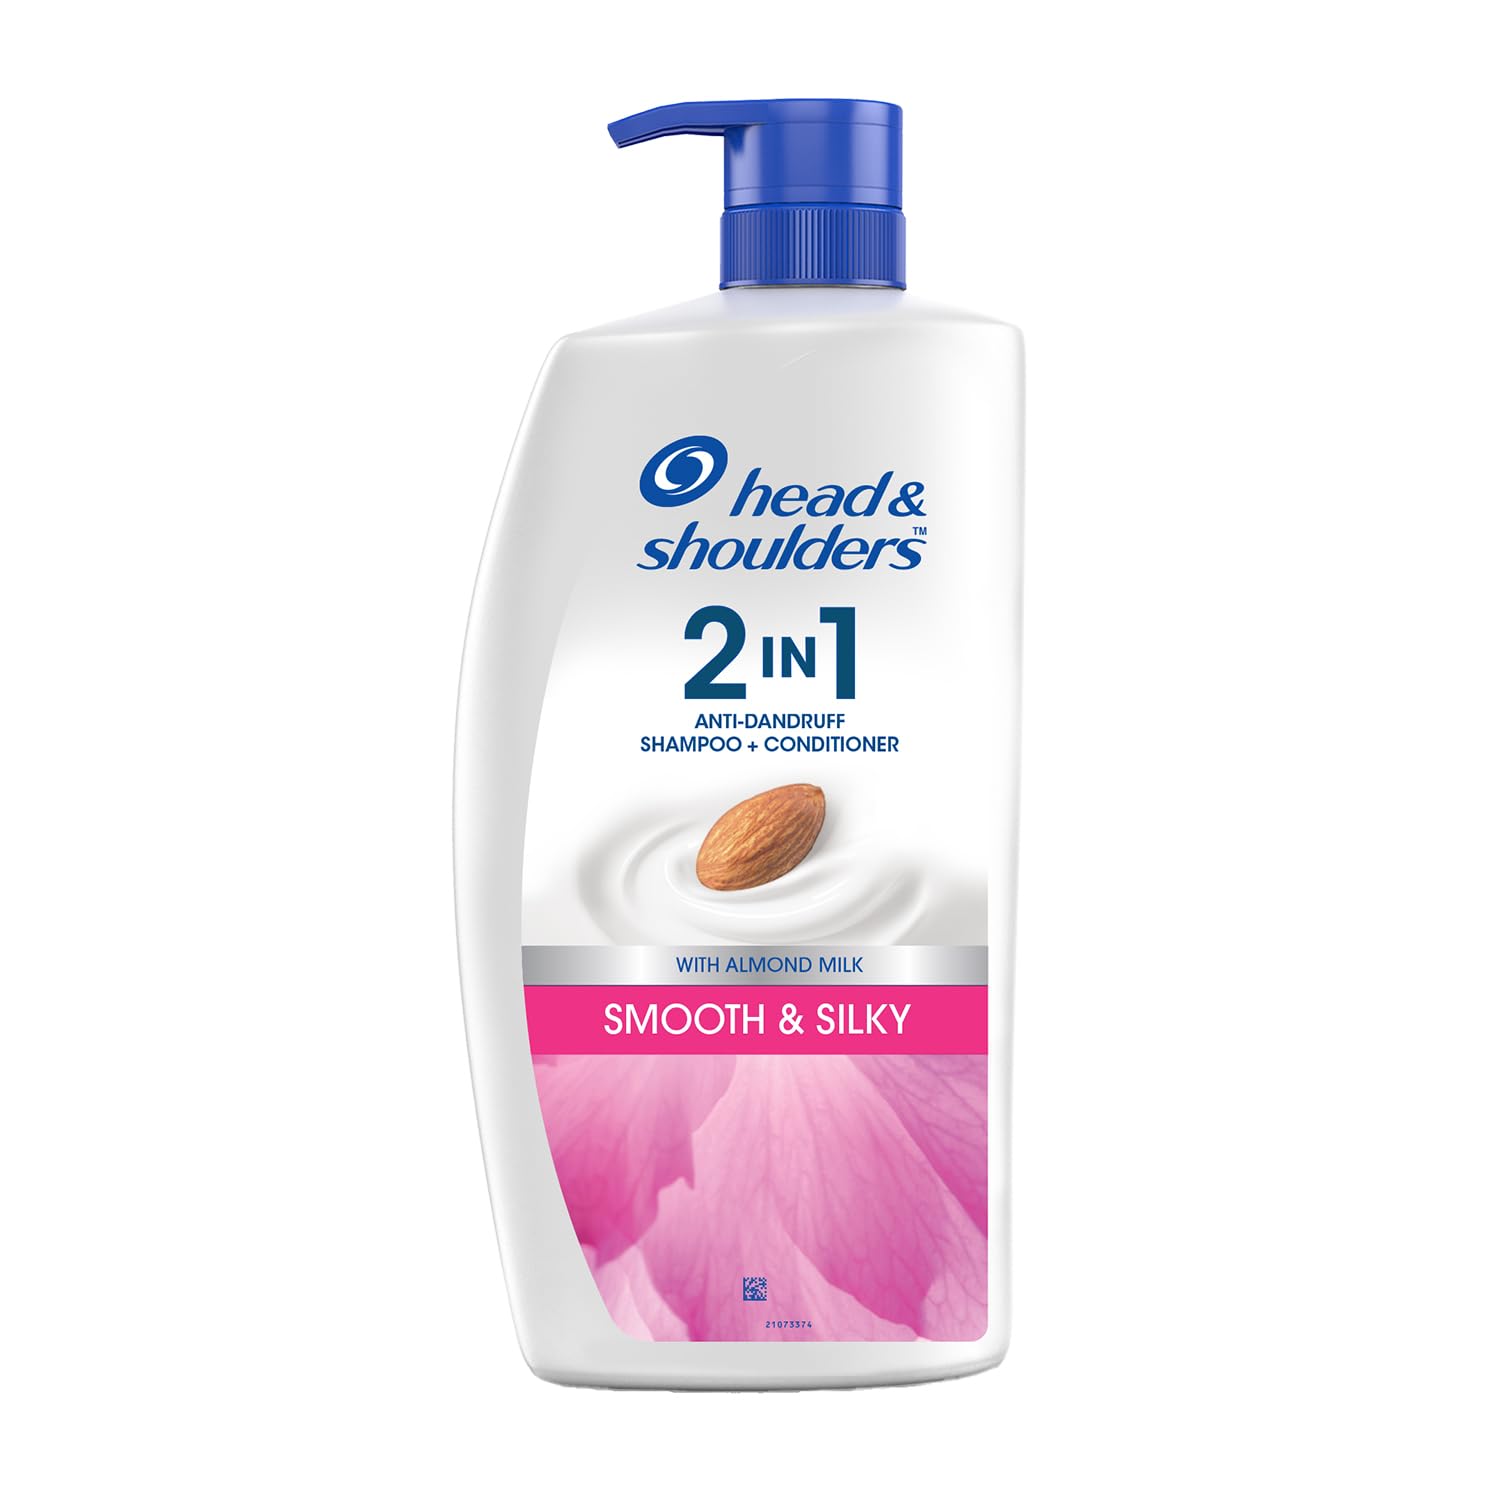 head &
shoulders™
2 IN 1
ANTI-DANDRUFF
SHAMPOO + CONDITIONER
WITH ALMOND MILK
SMOOTH & SILKY
21073374